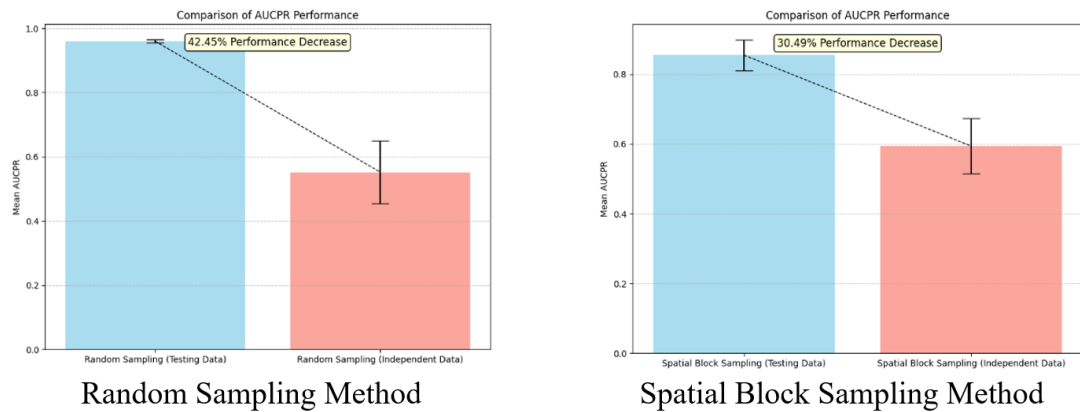 Comparison of AUCPR Performance
42.45% Performance Decrease
Mean AUCPR
1.0
0.8
0.6
0.4
0.2
0.0
Random Sampling (Testing Data)
Random Sampling (Independent Data)
Random Sampling Method
Comparison of AUCPR Performance
30.49% Performance Decrease
Mean AUCPR
0.8
0.6
0.4
0.2
0.0
Spatial Block Sampling (Testing Data)
Spatial Block Sampling (Independent Data)
Spatial Block Sampling Method